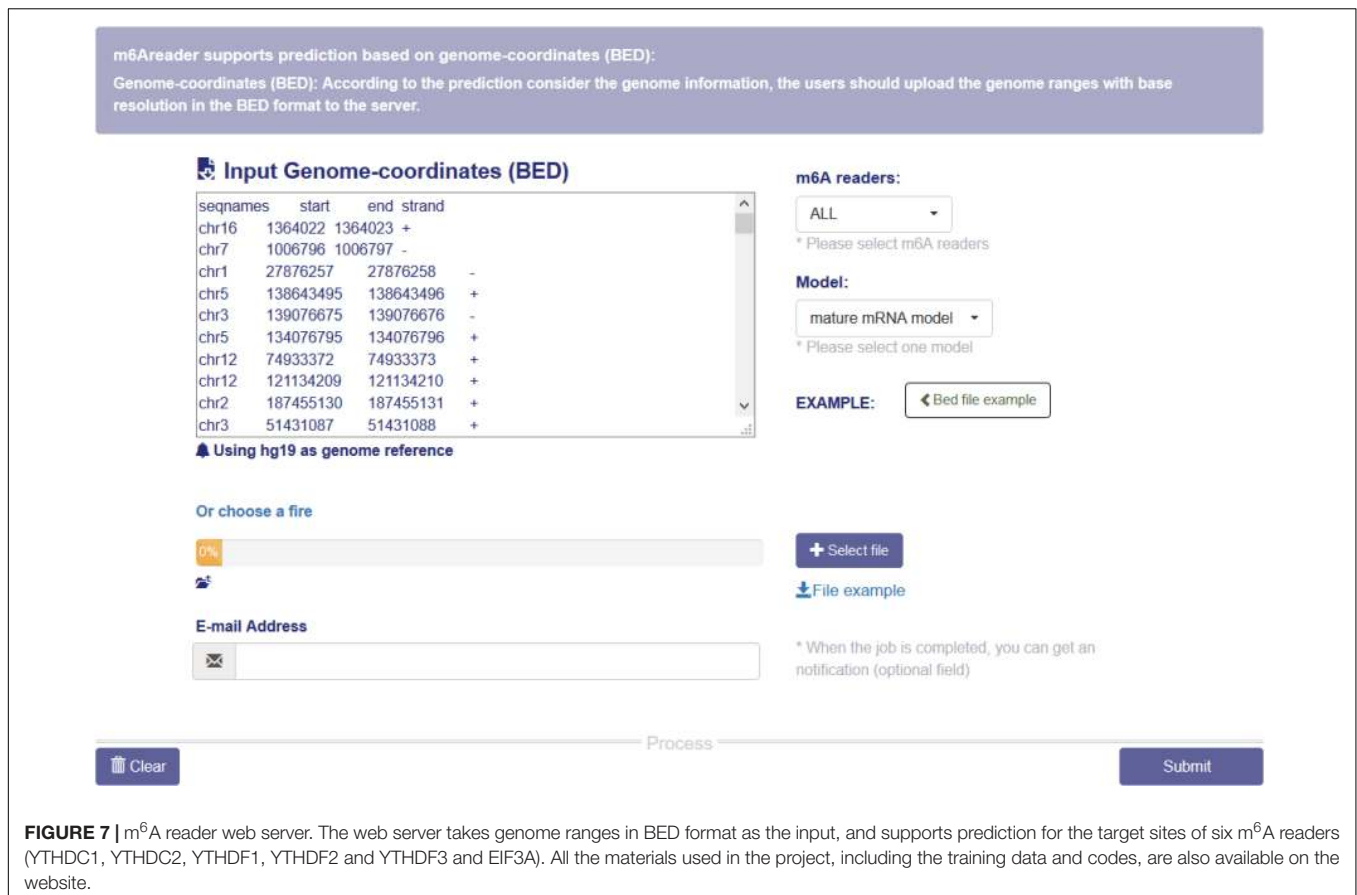 m6Areader supports prediction based on genome-coordinates (BED):
Genome-coordinates (BED): According to the prediction consider the genome information, the users should upload the genome ranges with base
resolution in the BED format to the server.
Input Genome-coordinates (BED)
seqnames start end strand
chr16 1364022 1364023 +
chr7 1006796 1006797 -
chr1 27876257 27876258 -
chr5 138643495 138643496 +
chr3 139076675 139076676 -
chr5 134076795 134076796 +
chr12 74933372 74933373 +
chr12 121134209 121134210 +
chr2 187455130 187455131 +
chr3 51431087 51431088 +
Using hg19 as genome reference
m6A readers:
ALL
* Please select m6A readers
Model:
mature mRNA model
* Please select one model
EXAMPLE: Bed file example
Or choose a fire
0%
Select file
File example
E-mail Address
* When the job is completed, you can get an
notification (optional field)
Process
Clear
Submit
FIGURE 7 | m⁶A reader web server. The web server takes genome ranges in BED format as the input, and supports prediction for the target sites of six m⁶A readers
(YTHDC1, YTHDC2, YTHDF1, YTHDF2 and YTHDF3 and EIF3A). All the materials used in the project, including the training data and codes, are also available on the
website.